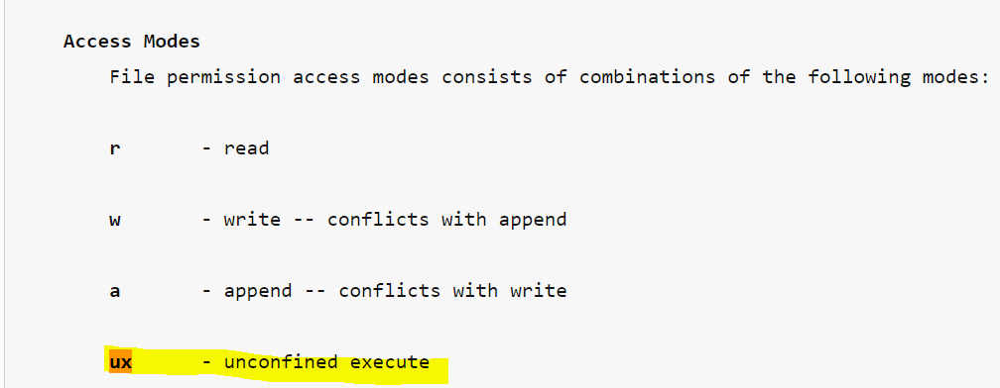 Access Modes
File permission access modes consists of combinations of the following modes:
r - read
w - write -- conflicts with append
a - append -- conflicts with write
ux - unconfined execute